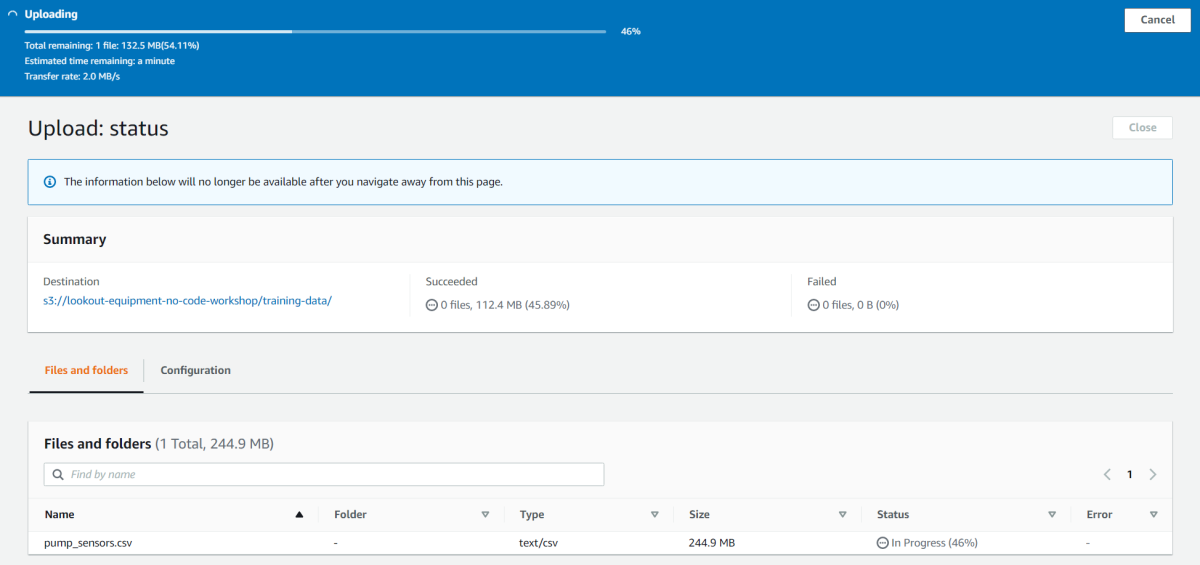 Uploading
46%
Cancel
Total remaining: 1 file: 132.5 MB(54.11%)
Estimated time remaining: a minute
Transfer rate: 2.0 MB/s
Upload: status
Close
The information below will no longer be available after you navigate away from this page.
Summary
Destination
s3://lookout-equipment-no-code-workshop/training-data/
Succeeded
0 files, 112.4 MB (45.89%)
Failed
0 files, 0 B (0%)
Files and folders
Configuration
Files and folders (1 Total, 244.9 MB)
Find by name
1
Name Folder Type Size Status Error
pump_sensors.csv - text/csv 244.9 MB In Progress (46%) -